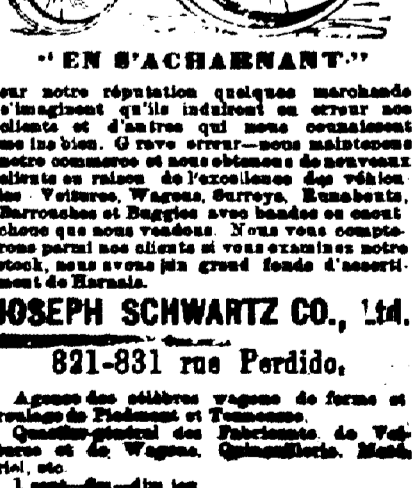 "EN S'ACHARNANT."
sur notre réputation quelques marchands
s'imaginent qu'ils induiront en erreur nos
clients et d'autres qui nous connaissent
moins bien. Grave erreur—nous maintenons
notre commerce et nous obtenons de nouveaux
clients en raison de l'excellence des véhicu-
les Voitures, Wagons, Surreys, Runabouts,
Barrouches et Buggies avec bandes en caout
chouc que nous vendons. Nous vous compte-
rons parmi nos clients si vous examinez notre
stock, nous avons un grand fonds d'assorti-
ment de Harnais.
JOSEPH SCHWARTZ CO., Ltd.
821-831 rue Perdido.
Agence des célèbres wagons de ferme et
roulage de Piedmont et Tennessee.
Quartier-général des Fabricants de Voi-
tures et de Wagons, Quincaillerie, Maté-
riel, etc.